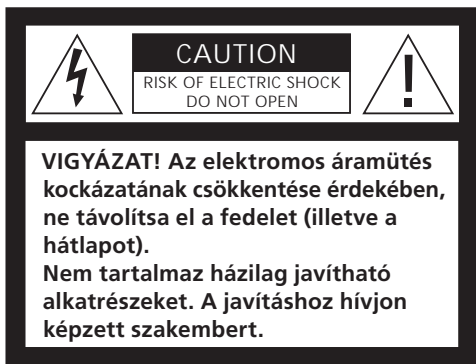 CAUTION
RISK OF ELECTRIC SHOCK
DO NOT OPEN
VIGYÁZAT! Az elektromos áramütés
kockázatának csökkentése érdekében,
ne távolítsa el a fedelet (illetve a
hátlapot).
Nem tartalmaz házilag javítható
alkatrészeket. A javításhoz hívjon
képzett szakembert.